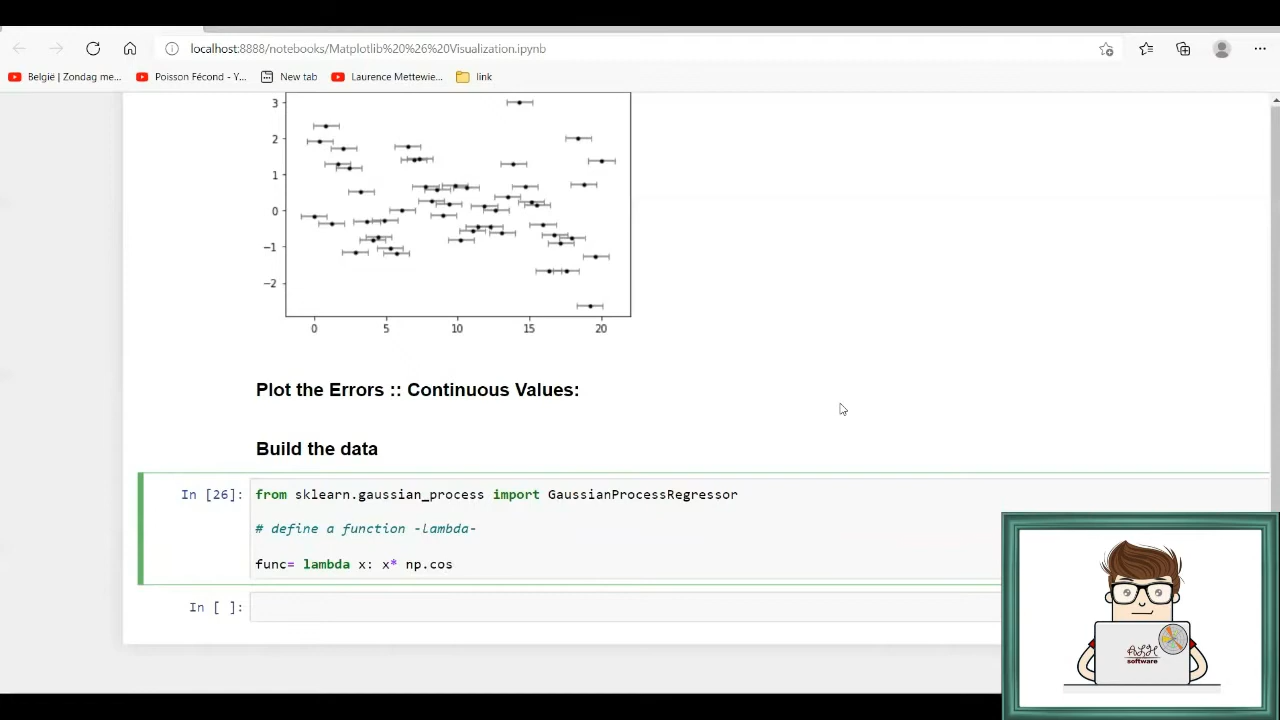 localhost:8888/notebooks/Matplotlib%20%26%20Visualization.ipynb
België | Zondag me... Poisson Fécond - Y... New tab Laurence Mettewie... link
3
2
1
0
−1
−2
0 5 10 15 20
Plot the Errors :: Continuous Values:
Build the data
In [26]: from sklearn.gaussian_process import GaussianProcessRegressor
# define a function -lambda-
func= lambda x: x* np.cos
In [ ]:
software